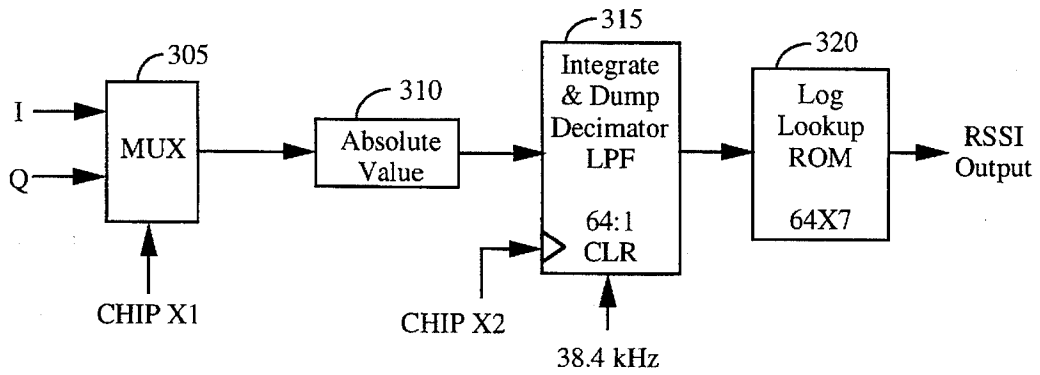 305
I
Q
MUX
CHIP X1
310
Absolute
Value
315
Integrate
& Dump
Decimator
LPF
64:1
CLR
CHIP X2
38.4 kHz
320
Log
Lookup
ROM
64X7
RSSI
Output